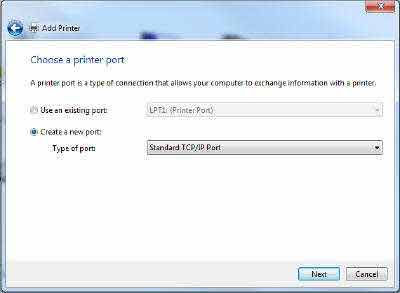 Add Printer
Choose a printer port
A printer port is a type of connection that allows your computer to exchange information with a printer.
Use an existing port:
LPT1: (Printer Port)
Create a new port:
Type of port:
Standard TCP/IP Port
Next
Cancel